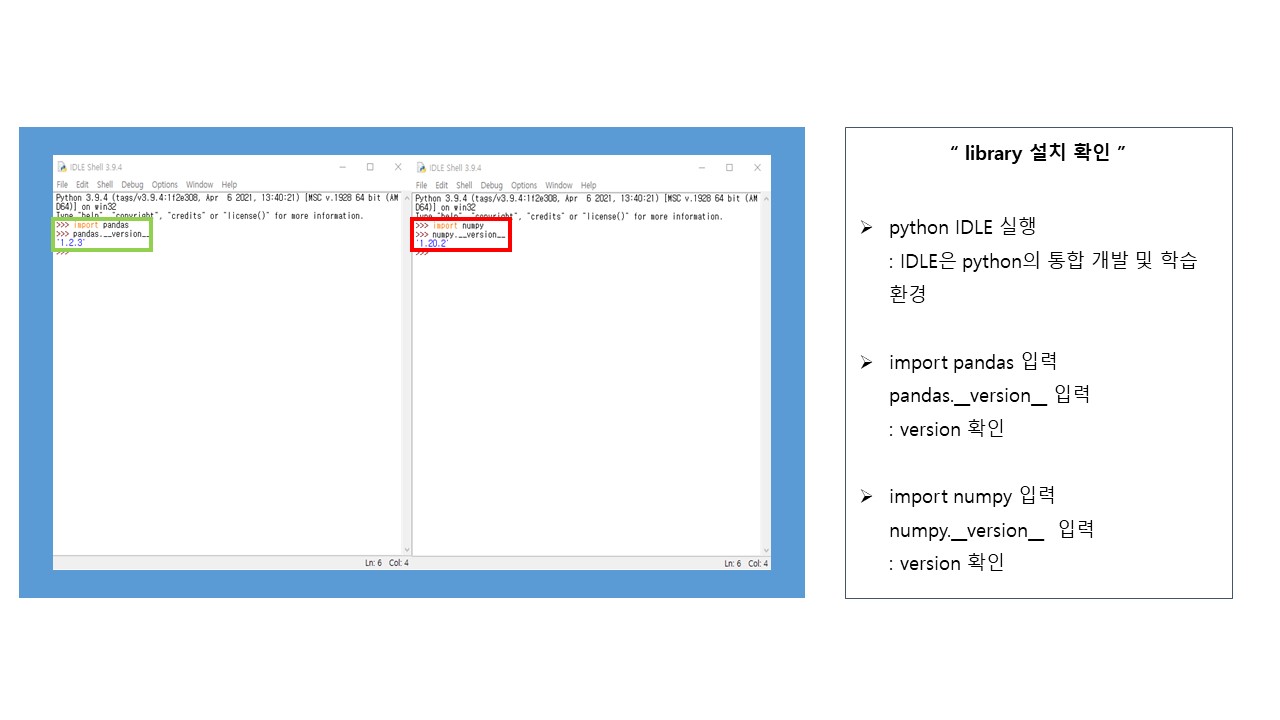 IDLE Shell 3.9.4
File Edit Shell Debug Options Window Help
Python 3.9.4 (tags/v3.9.4:1f2e308, Apr  6 2021, 13:40:21) [MSC v.1928 64 bit (AM
D64)] on win32
Type "help", "copyright", "credits" or "license()" for more information.
>>> import pandas
>>> pandas.__version__
'1.2.3'
>>>
Ln: 6 Col: 4
IDLE Shell 3.9.4
File Edit Shell Debug Options Window Help
Python 3.9.4 (tags/v3.9.4:1f2e308, Apr  6 2021, 13:40:21) [MSC v.1928 64 bit (AM
D64)] on win32
Type "help", "copyright", "credits" or "license()" for more information.
>>> import numpy
>>> numpy.__version__
'1.20.2'
>>>
Ln: 6 Col: 4
“ library 설치 확인 ”
➢ python IDLE 실행
: IDLE은 python의 통합 개발 및 학습
환경
➢ import pandas 입력
pandas.__version__ 입력
: version 확인
➢ import numpy 입력
numpy.__version__ 입력
: version 확인